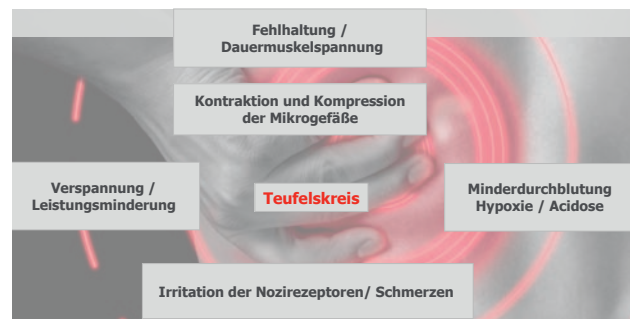 Fehlhaltung /
Dauermuskelspannung
Kontraktion und Kompression
der Mikrogefäße
Verspannung /
Leistungsminderung
Teufelskreis
Minderdurchblutung
Hypoxie / Acidose
Irritation der Nozirezeptoren/ Schmerzen